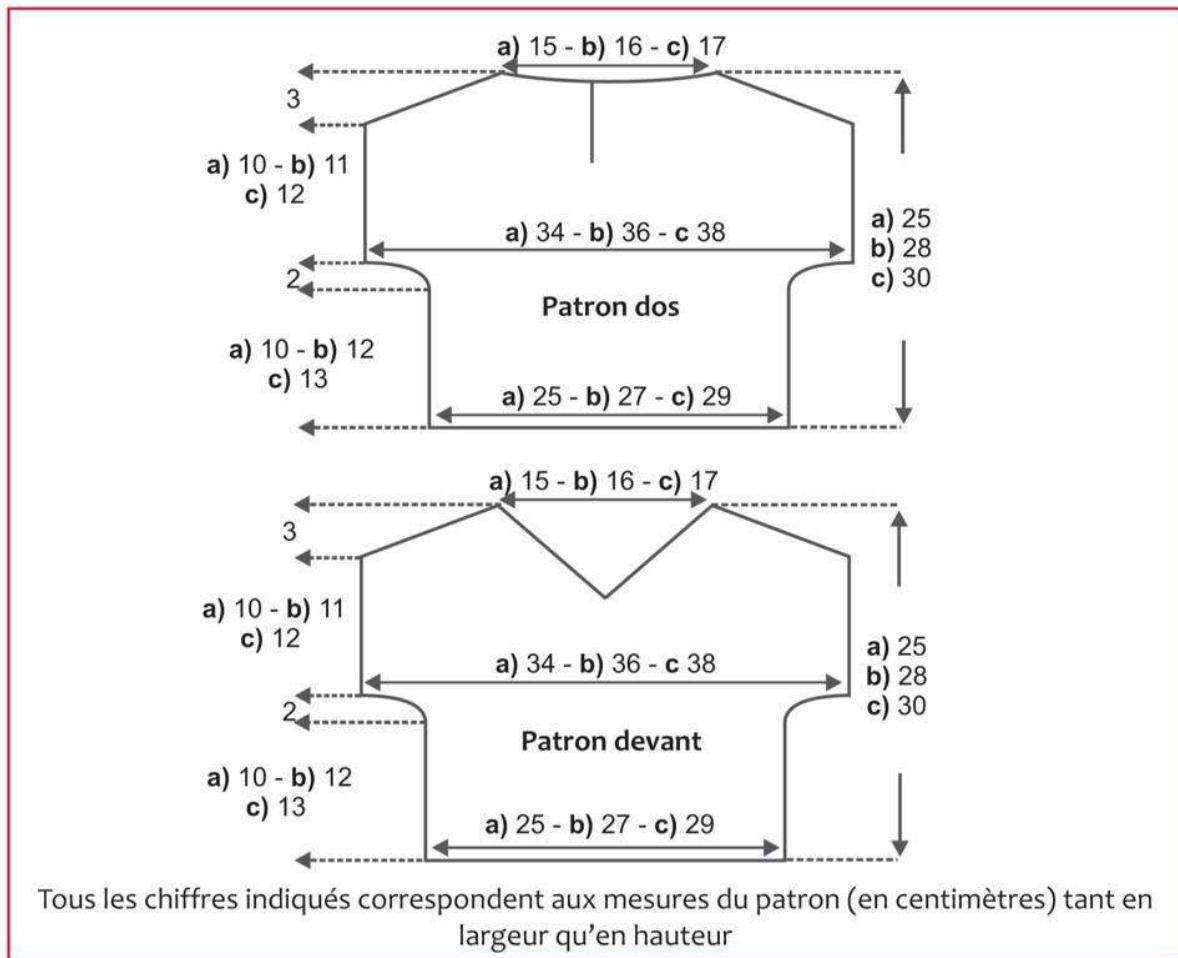 a) 15 - b) 16 - c) 17
3
a) 10 - b) 11
c) 12
a) 34 - b) 36 - c 38
a) 25
b) 28
c) 30
2
Patron dos
a) 10 - b) 12
c) 13
a) 25 - b) 27 - c) 29
a) 15 - b) 16 - c) 17
3
a) 10 - b) 11
c) 12
a) 34 - b) 36 - c 38
a) 25
b) 28
c) 30
2
Patron devant
a) 10 - b) 12
c) 13
a) 25 - b) 27 - c) 29
Tous les chiffres indiqués correspondent aux mesures du patron (en centimètres) tant en
largeur qu'en hauteur